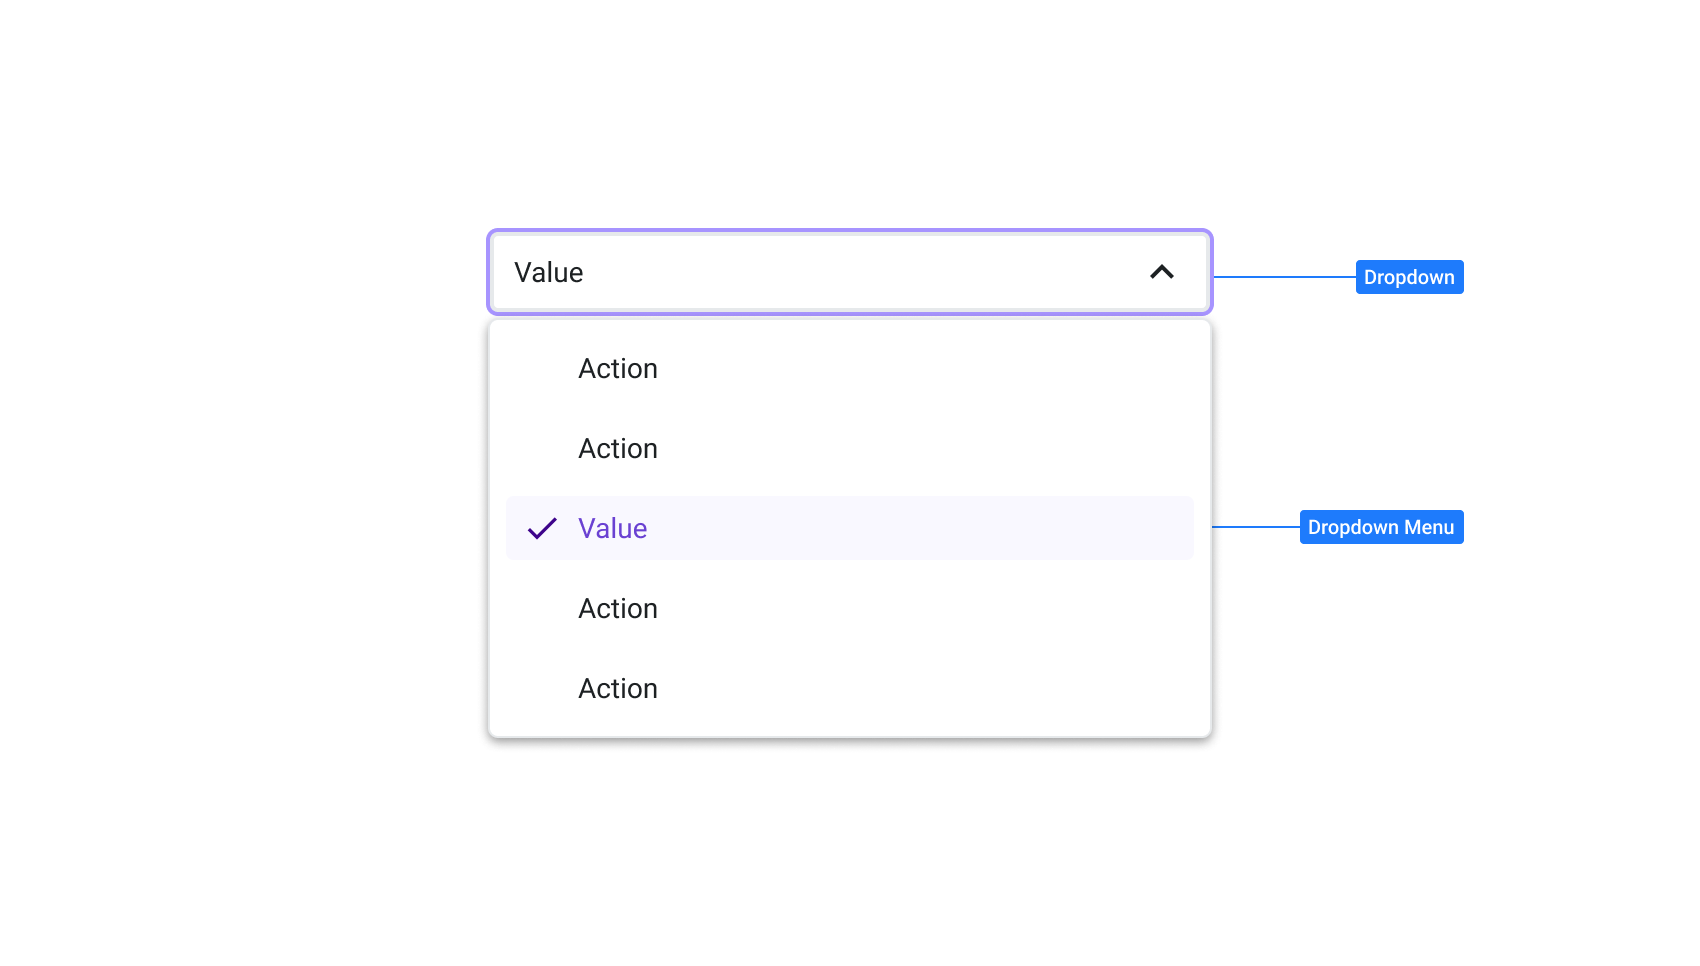 Value
Dropdown
Action
Action
Value
Dropdown Menu
Action
Action